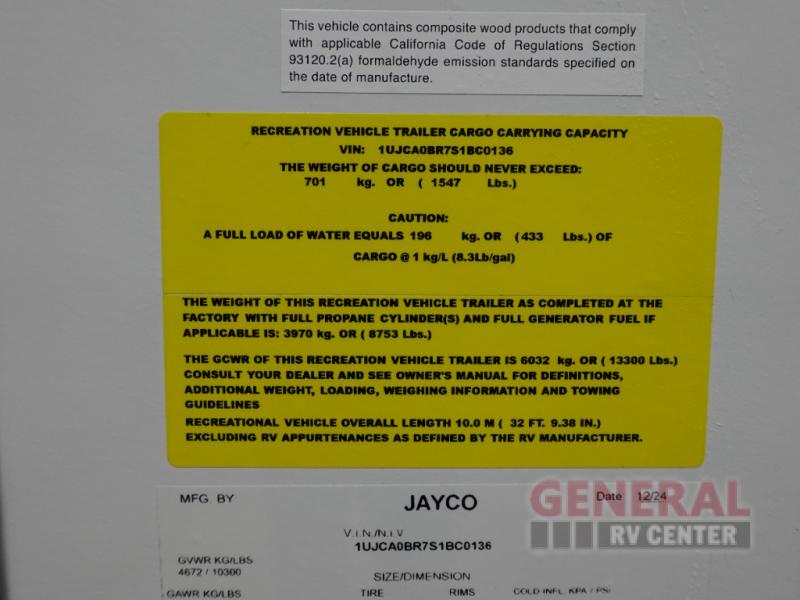 This vehicle contains composite wood products that comply
with applicable California Code of Regulations Section
93120.2(a) formaldehyde emission standards specified on
the date of manufacture.
RECREATION VEHICLE TRAILER CARGO CARRYING CAPACITY
VIN: 1UJCA0BR7S1BC0136
THE WEIGHT OF CARGO SHOULD NEVER EXCEED:
701 kg. OR ( 1547 Lbs.)
CAUTION:
A FULL LOAD OF WATER EQUALS 196 kg. OR (433 Lbs.) OF
CARGO @ 1 kg/L (8.3Lb/gal)
THE WEIGHT OF THIS RECREATION VEHICLE TRAILER AS COMPLETED AT THE
FACTORY WITH FULL PROPANE CYLINDER(S) AND FULL GENERATOR FUEL IF
APPLICABLE IS: 3970 kg. OR ( 8753 Lbs.)
THE GCWR OF THIS RECREATION VEHICLE TRAILER IS 6032 kg. OR ( 13300 Lbs.)
CONSULT YOUR DEALER AND SEE OWNER'S MANUAL FOR DEFINITIONS,
ADDITIONAL WEIGHT, LOADING, WEIGHING INFORMATION AND TOWING
GUIDELINES
RECREATIONAL VEHICLE OVERALL LENGTH 10.0 M ( 32 FT. 9.38 IN.)
EXCLUDING RV APPURTENANCES AS DEFINED BY THE RV MANUFACTURER.
MFG. BY JAYCO Date 12/24
GENERAL
RV CENTER
V.I.N./N.I.V
1UJCA0BR7S1BC0136
GVWR KG/LBS
4672 / 10300
SIZE/DIMENSION
GAWR KG/LBS TIRE RIMS COLD INFL. KPA / PSI